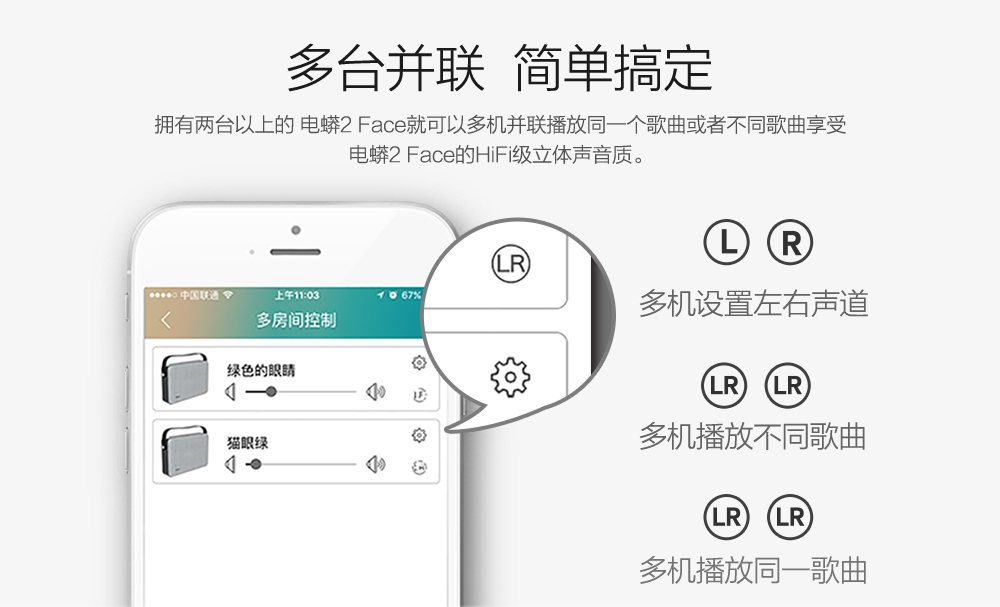 多台并联 简单搞定
拥有两台以上的 电蟒2 Face就可以多机并联播放同一个歌曲或者不同歌曲享受
电蟒2 Face的HiFi级立体声音质。
中国联通 上午11:03 67%
多房间控制
绿色的眼睛
猫眼绿
LR
L R
多机设置左右声道
LR LR
多机播放不同歌曲
LR LR
多机播放同一歌曲